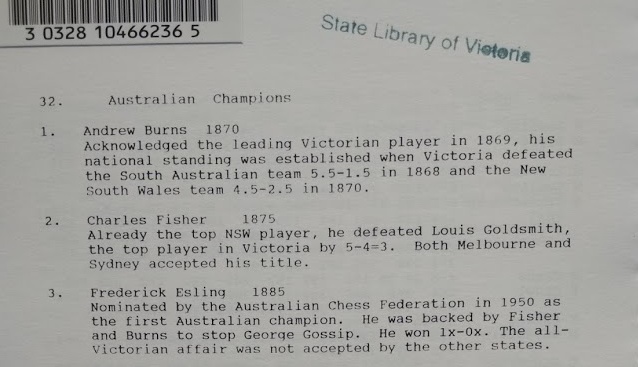 3 0328 10466236 5
State Library of Victoria
32. Australian Champions
1. Andrew Burns 1870
Acknowledged the leading Victorian player in 1869, his
national standing was established when Victoria defeated
the South Australian team 5.5-1.5 in 1868 and the New
South Wales team 4.5-2.5 in 1870.
2. Charles Fisher 1875
Already the top NSW player, he defeated Louis Goldsmith,
the top player in Victoria by 5-4=3. Both Melbourne and
Sydney accepted his title.
3. Frederick Esling 1885
Nominated by the Australian Chess Federation in 1950 as
the first Australian champion. He was backed by Fisher
and Burns to stop George Gossip. He won 1x-0x. The all-
Victorian affair was not accepted by the other states.